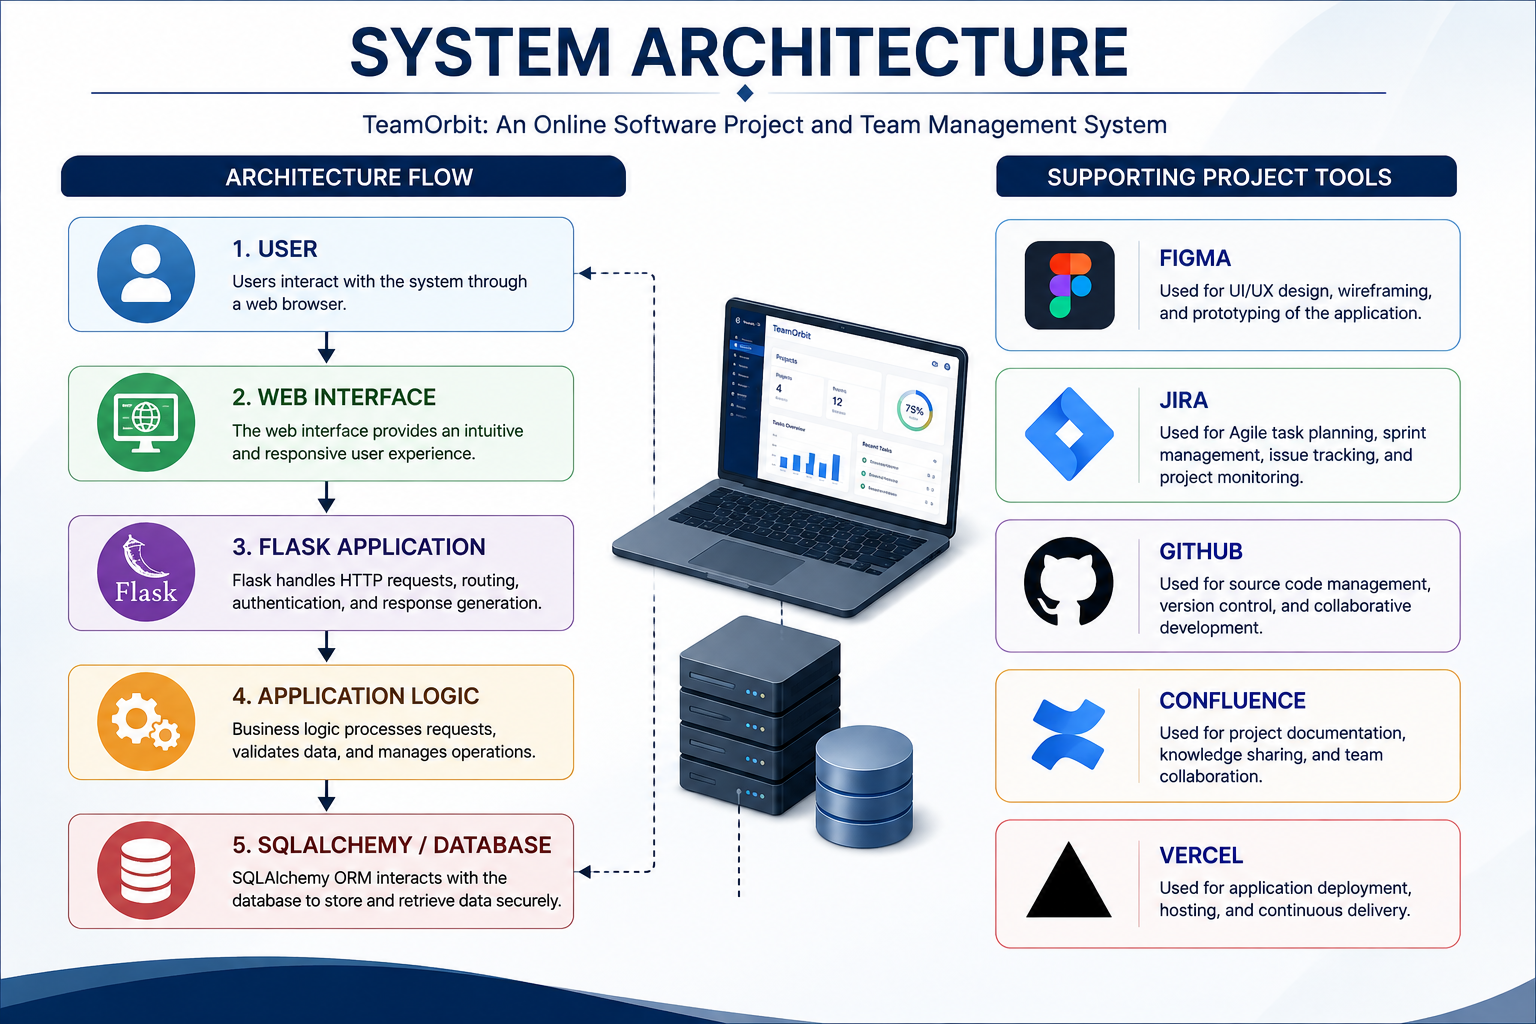 SYSTEM ARCHITECTURE
TeamOrbit: An Online Software Project and Team Management System
ARCHITECTURE FLOW
1. USER
Users interact with the system through
a web browser.
2. WEB INTERFACE
The web interface provides an intuitive
and responsive user experience.
Flask
3. FLASK APPLICATION
Flask handles HTTP requests, routing,
authentication, and response generation.
4. APPLICATION LOGIC
Business logic processes requests,
validates data, and manages operations.
5. SQLALCHEMY / DATABASE
SQLAlchemy ORM interacts with the
database to store and retrieve data securely.
TeamOrbit
Projects
Projects
4
12
75%
Tasks Overview
Recent Tasks
SUPPORTING PROJECT TOOLS
FIGMA
Used for UI/UX design, wireframing,
and prototyping of the application.
JIRA
Used for Agile task planning, sprint
management, issue tracking, and
project monitoring.
GITHUB
Used for source code management,
version control, and collaborative
development.
CONFLUENCE
Used for project documentation,
knowledge sharing, and team
collaboration.
VERCEL
Used for application deployment,
hosting, and continuous delivery.